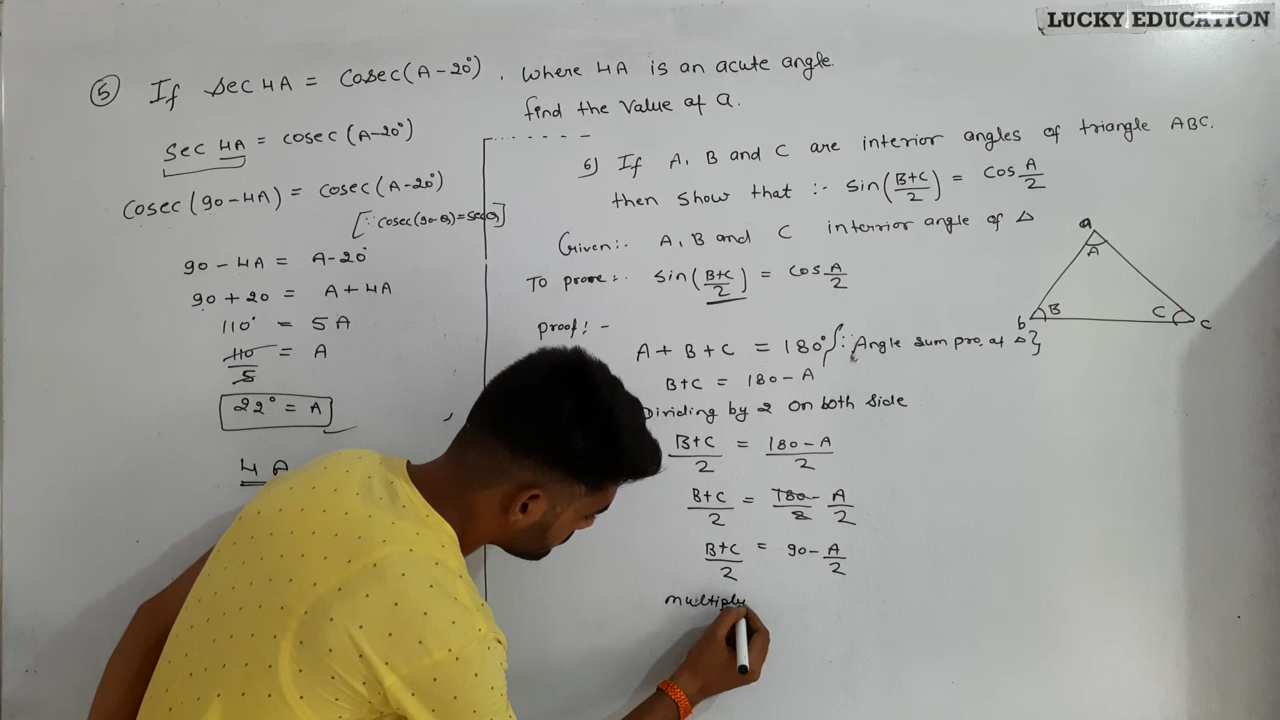 LUCKY EDUCATION
5 If sec 4A = cosec(A-20°), where 4A is an acute angle.
find the value of a.
sec 4A = cosec(A-20°)
cosec(90-4A) = cosec(A-20°)
[∵ cosec(90-θ)=secθ]
90-4A = A-20°
90+20 = A+4A
110° = 5A
110/5 = A
22° = A
4A
6) If A, B and C are interior angles of triangle ABC.
then show that :- sin(B+C/2) = cos A/2
Given:- A, B and C interior angle of Δ
To prove:- sin(B+C/2) = cos A/2
proof:-
A+B+C = 180° {∵ Angle sum pro. of Δ}
B+C = 180-A
Dividing by 2 on both side
B+C/2 = 180-A/2
B+C/2 = 180/2 - A/2
B+C/2 = 90-A/2
multiply
a
A
b B C c